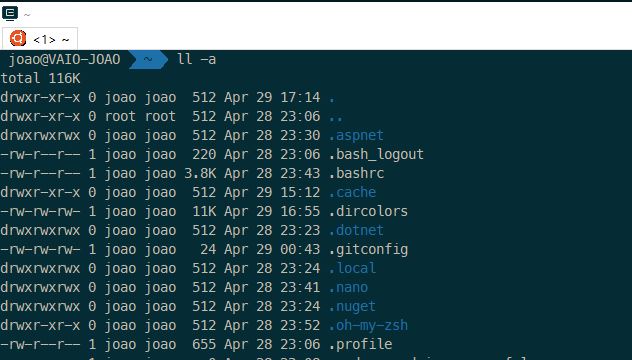 ~
<1> ~
joao@VAIO-JOAO ~ ll -a
total 116K
drwxr-xr-x 0 joao joao 512 Apr 29 17:14 .
drwxr-xr-x 0 root root 512 Apr 28 23:06 ..
drwxrwxrwx 0 joao joao 512 Apr 28 23:30 .aspnet
-rw-r--r-- 1 joao joao 220 Apr 28 23:06 .bash_logout
-rw-r--r-- 1 joao joao 3.8K Apr 28 23:43 .bashrc
drwxr-xr-x 0 joao joao 512 Apr 29 15:12 .cache
-rw-rw-rw- 1 joao joao 11K Apr 29 16:55 .dircolors
drwxrwxrwx 0 joao joao 512 Apr 28 23:23 .dotnet
-rw-rw-rw- 1 joao joao 24 Apr 29 00:43 .gitconfig
drwxrwxrwx 0 joao joao 512 Apr 28 23:24 .local
drwxrwxrwx 0 joao joao 512 Apr 28 23:41 .nano
drwxrwxrwx 0 joao joao 512 Apr 28 23:24 .nuget
drwxr-xr-x 0 joao joao 512 Apr 28 23:52 .oh-my-zsh
-rw-r--r-- 1 joao joao 655 Apr 28 23:06 .profile